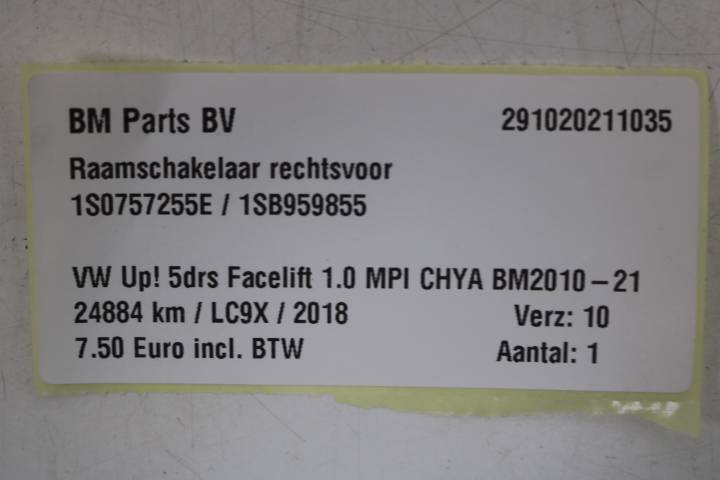 BM Parts BV 291020211035
Raamschakelaar rechtsvoor
1S0757255E / 1SB959855
VW Up! 5drs Facelift 1.0 MPI CHYA BM2010-21
24884 km / LC9X / 2018 Verz: 10
7.50 Euro incl. BTW Aantal: 1